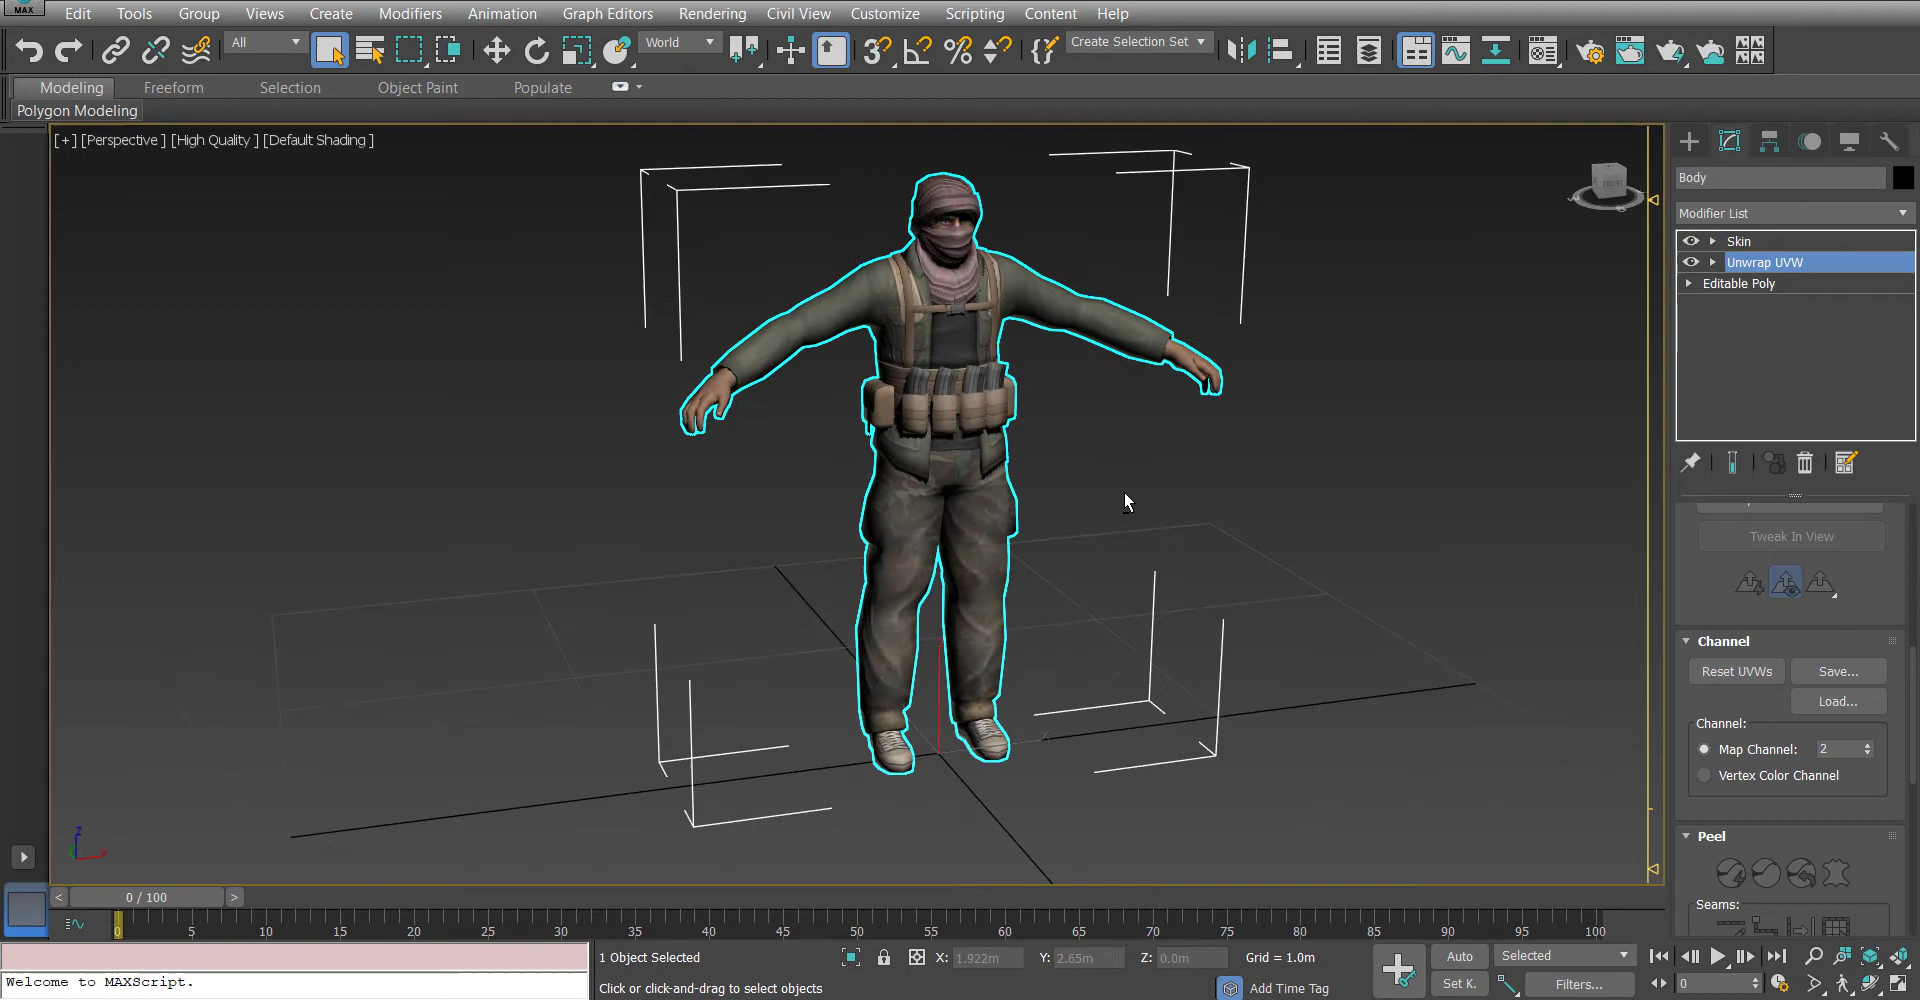 MAX
Edit Tools Group Views Create Modifiers Animation Graph Editors Rendering Civil View Customize Scripting Content Help
All World Create Selection Set
Modeling Freeform Selection Object Paint Populate
Polygon Modeling
[+] [Perspective ] [High Quality ] [Default Shading ]
FRONT
Body
Modifier List
Skin
Unwrap UVW
Editable Poly
Tweak In View
Channel
Reset UVWs Save...
Load...
Channel:
Map Channel: 2
Vertex Color Channel
Peel
Seams:
X
Z
X
< 0 / 100 >
0 5 10 15 20 25 30 35 40 45 50 55 60 65 70 75 80 85 90 95 100
1 Object Selected X: 1.922m Y: 2.65m Z: 0.0m Grid = 1.0m Auto Selected
Welcome to MAXScript.
Click or click-and-drag to select objects Add Time Tag Set K. Filters... 0